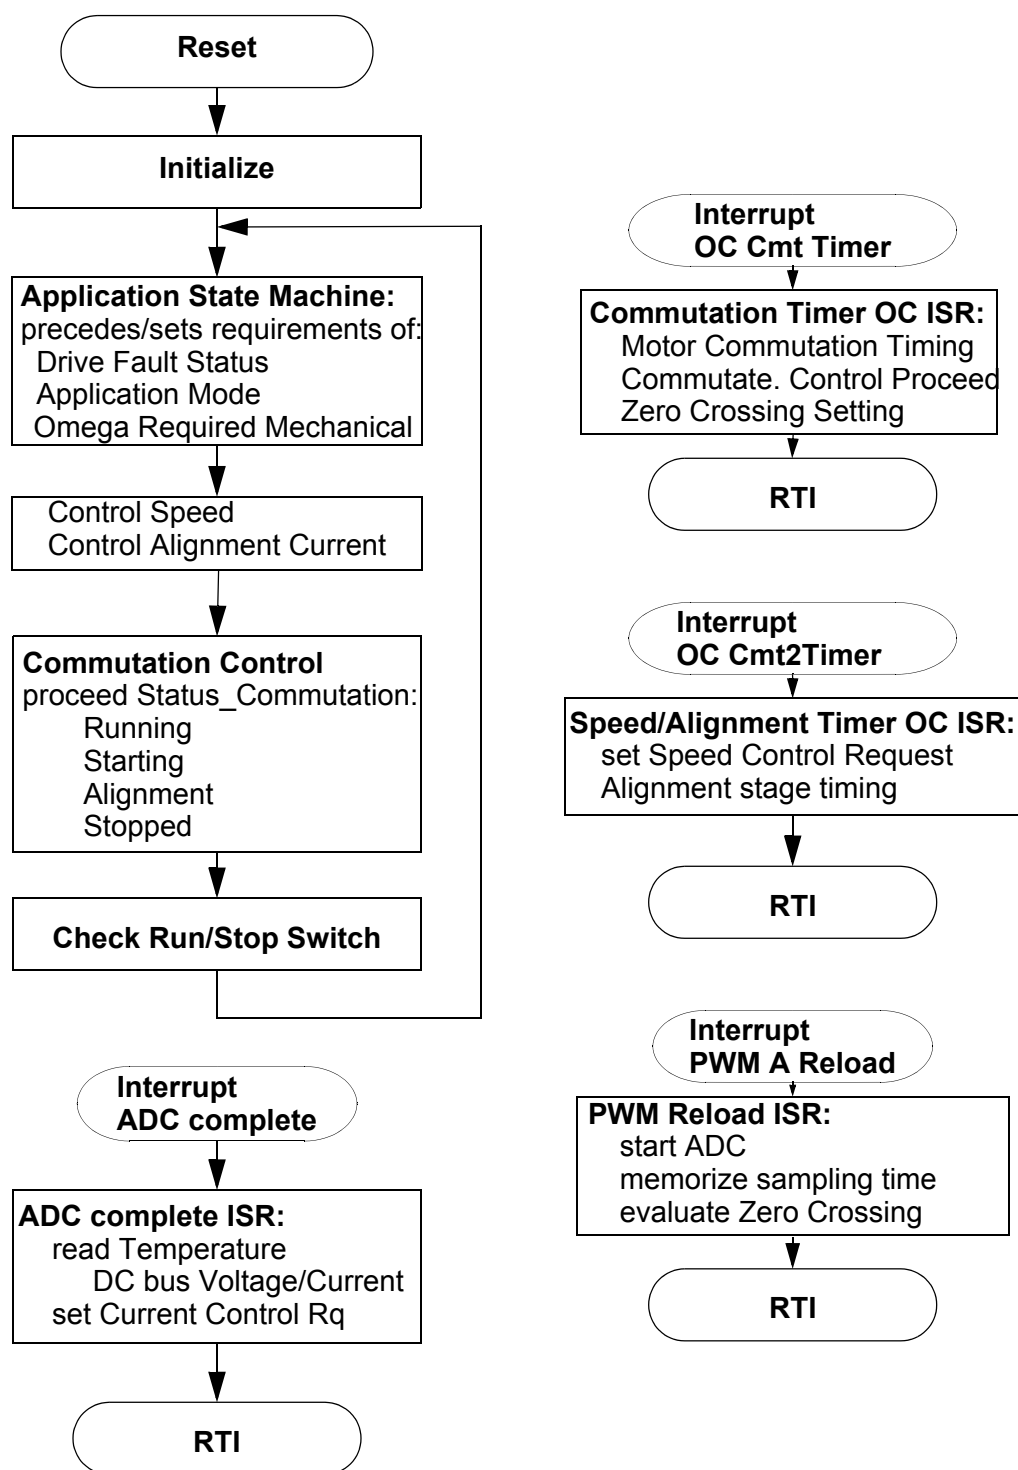 Reset
Initialize
Application State Machine:
precedes/sets requirements of:
Drive Fault Status
Application Mode
Omega Required Mechanical
Control Speed
Control Alignment Current
Commutation Control
proceed Status_Commutation:
Running
Starting
Alignment
Stopped
Check Run/Stop Switch
Interrupt
ADC complete
ADC complete ISR:
read Temperature
DC bus Voltage/Current
set Current Control Rq
RTI
Interrupt
OC Cmt Timer
Commutation Timer OC ISR:
Motor Commutation Timing
Commutate. Control Proceed
Zero Crossing Setting
RTI
Interrupt
OC Cmt2Timer
Speed/Alignment Timer OC ISR:
set Speed Control Request
Alignment stage timing
RTI
Interrupt
PWM A Reload
PWM Reload ISR:
start ADC
memorize sampling time
evaluate Zero Crossing
RTI